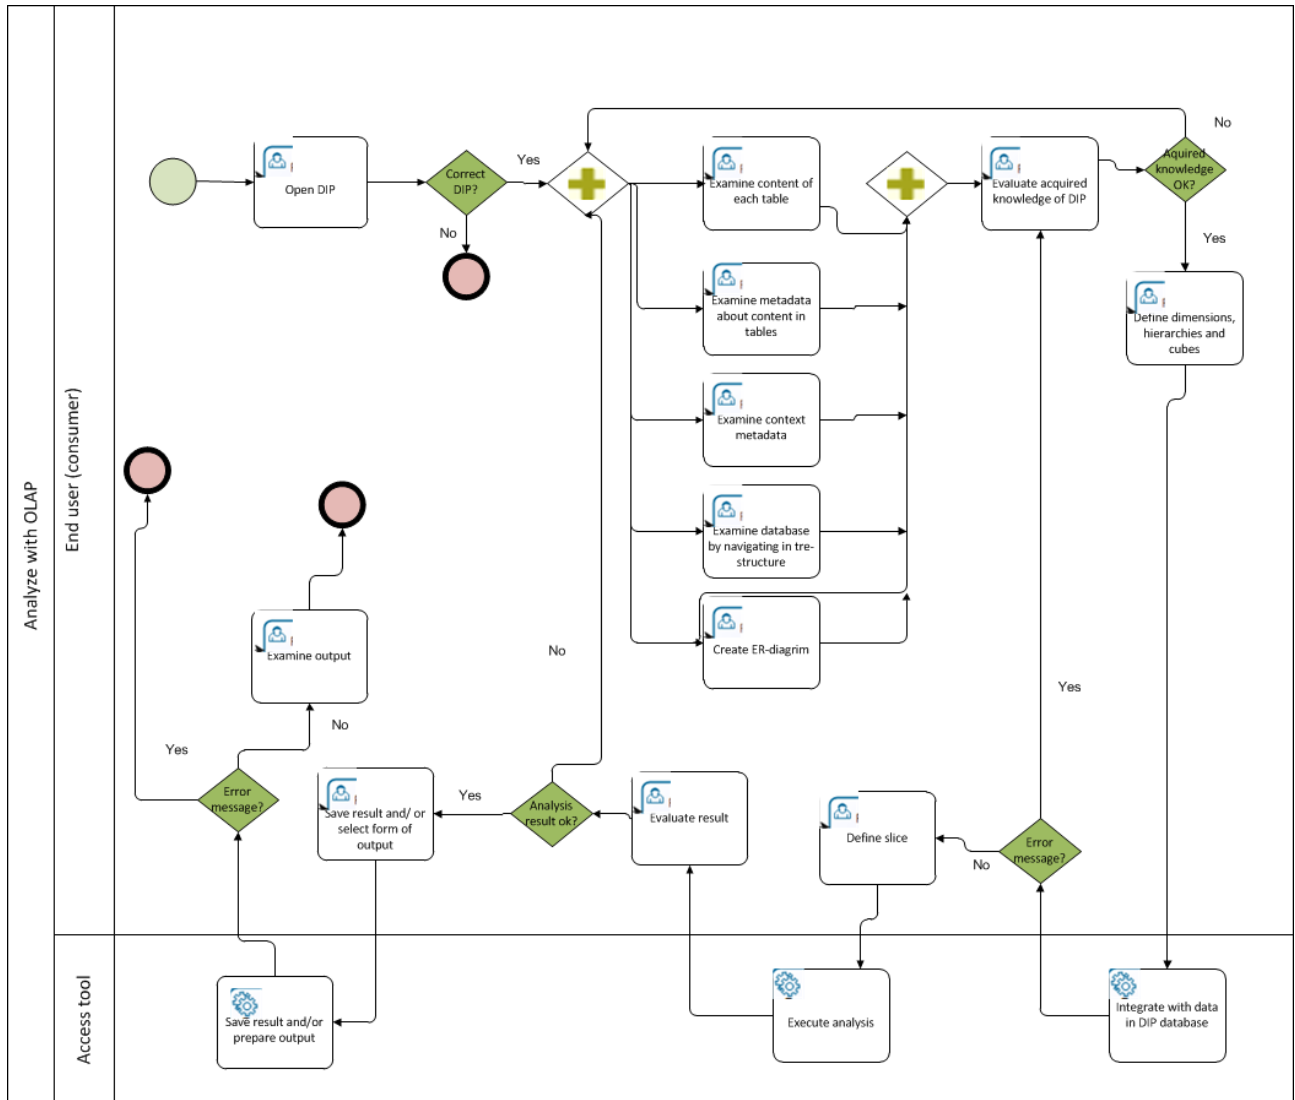 Analyze with OLAP
End user (consumer)
Access tool
Open DIP
Correct
DIP?
Yes
No
Examine content of
each table
Examine metadata
about content in
tables
Examine context
metadata
Examine database
by navigating in tre-
structure
Create ER-diagrim
Evaluate acquired
knowledge of DIP
Aquired
knowledge
OK?
No
Yes
Define dimensions,
hierarchies and
cubes
Integrate with data
in DIP database
Error
message?
Yes
No
Define slice
Execute analysis
Evaluate result
Analysis
result ok?
No
Yes
Save result and/ or
select form of
output
Save result and/or
prepare output
Error
message?
Yes
No
Examine output